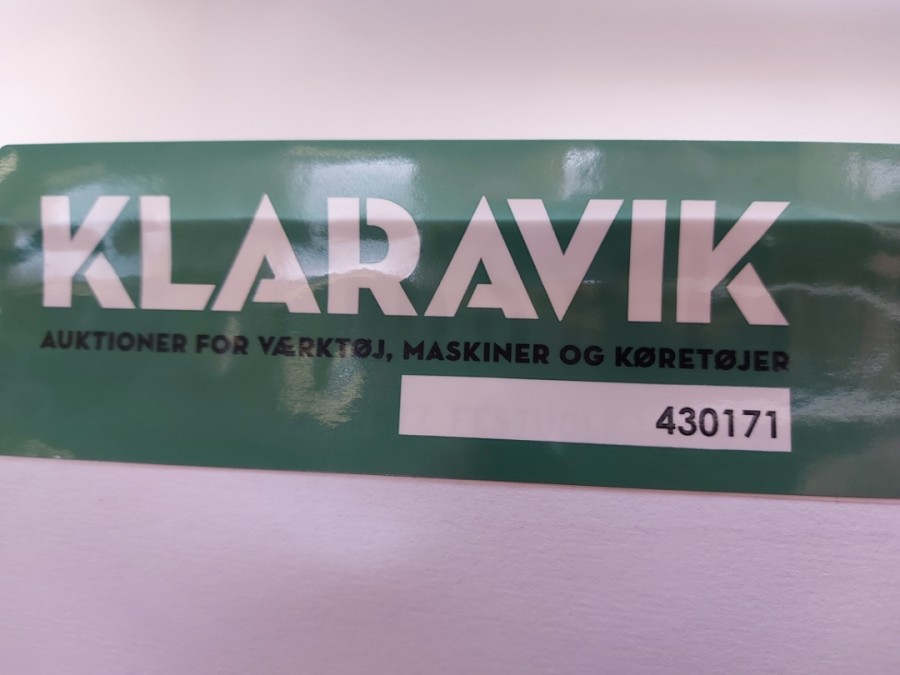 KLARAVIK
AUKTIONER FOR VÆRKTØJ, MASKINER OG KØRETØJER
430171